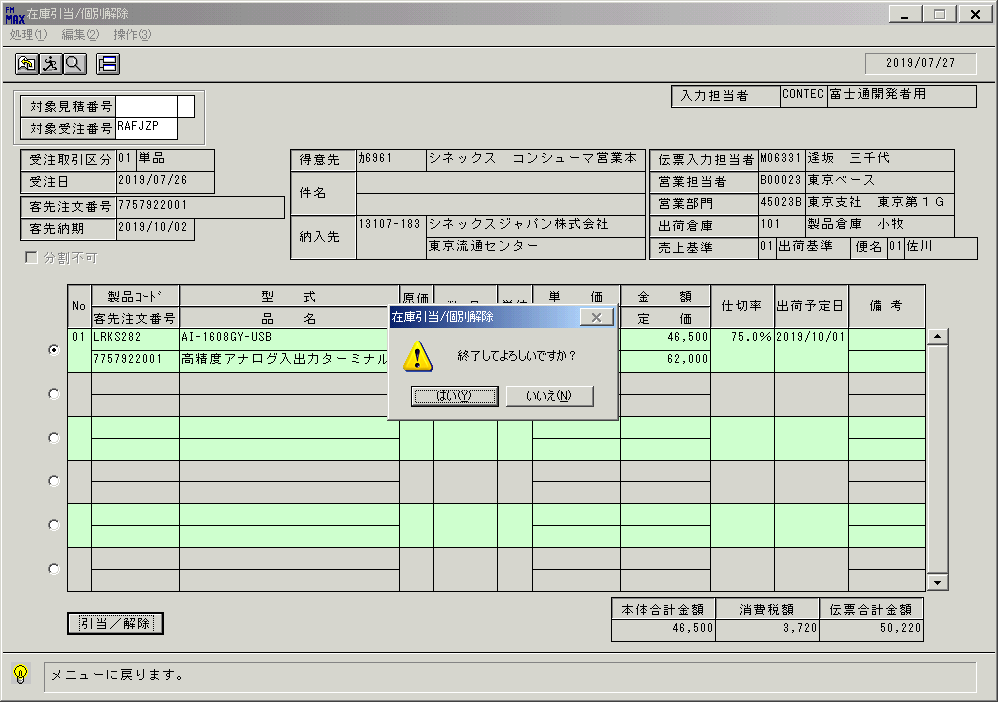 FM MAX 在庫引当/個別解除
処理(1) 編集(2) 操作(3)
2019/07/27
入力担当者 CONTEC 富士通開発者用
対象見積番号
対象受注番号 RAFJZP
受注取引区分 01 単品
受注日 2019/07/26
客先注文番号 7757922001
客先納期 2019/10/02
分割不可
得意先 ｶ6961 シネックス コンシューマ営業本
件名
納入先 13107-183 シネックスジャパン株式会社
東京流通センター
伝票入力担当者 M06331 逢坂 三千代
営業担当者 B00023 東京ベース
営業部門 45023B 東京支社 東京第１G
出荷倉庫 101 製品倉庫 小牧
売上基準 01 出荷基準 便名 01 佐川
No 製品ｺｰﾄﾞ 型式 原価 単価 金額 仕切率 出荷予定日 備考
客先注文番号 品名 定価
01 LRKS282 AI-1608GY-USB 46,500 75.0% 2019/10/01
7757922001 高精度アナログ入出力ターミナル 62,000
在庫引当/個別解除
終了してよろしいですか？
はい(Y) いいえ(N)
引当／解除
本体合計金額 消費税額 伝票合計金額
46,500 3,720 50,220
メニューに戻ります。